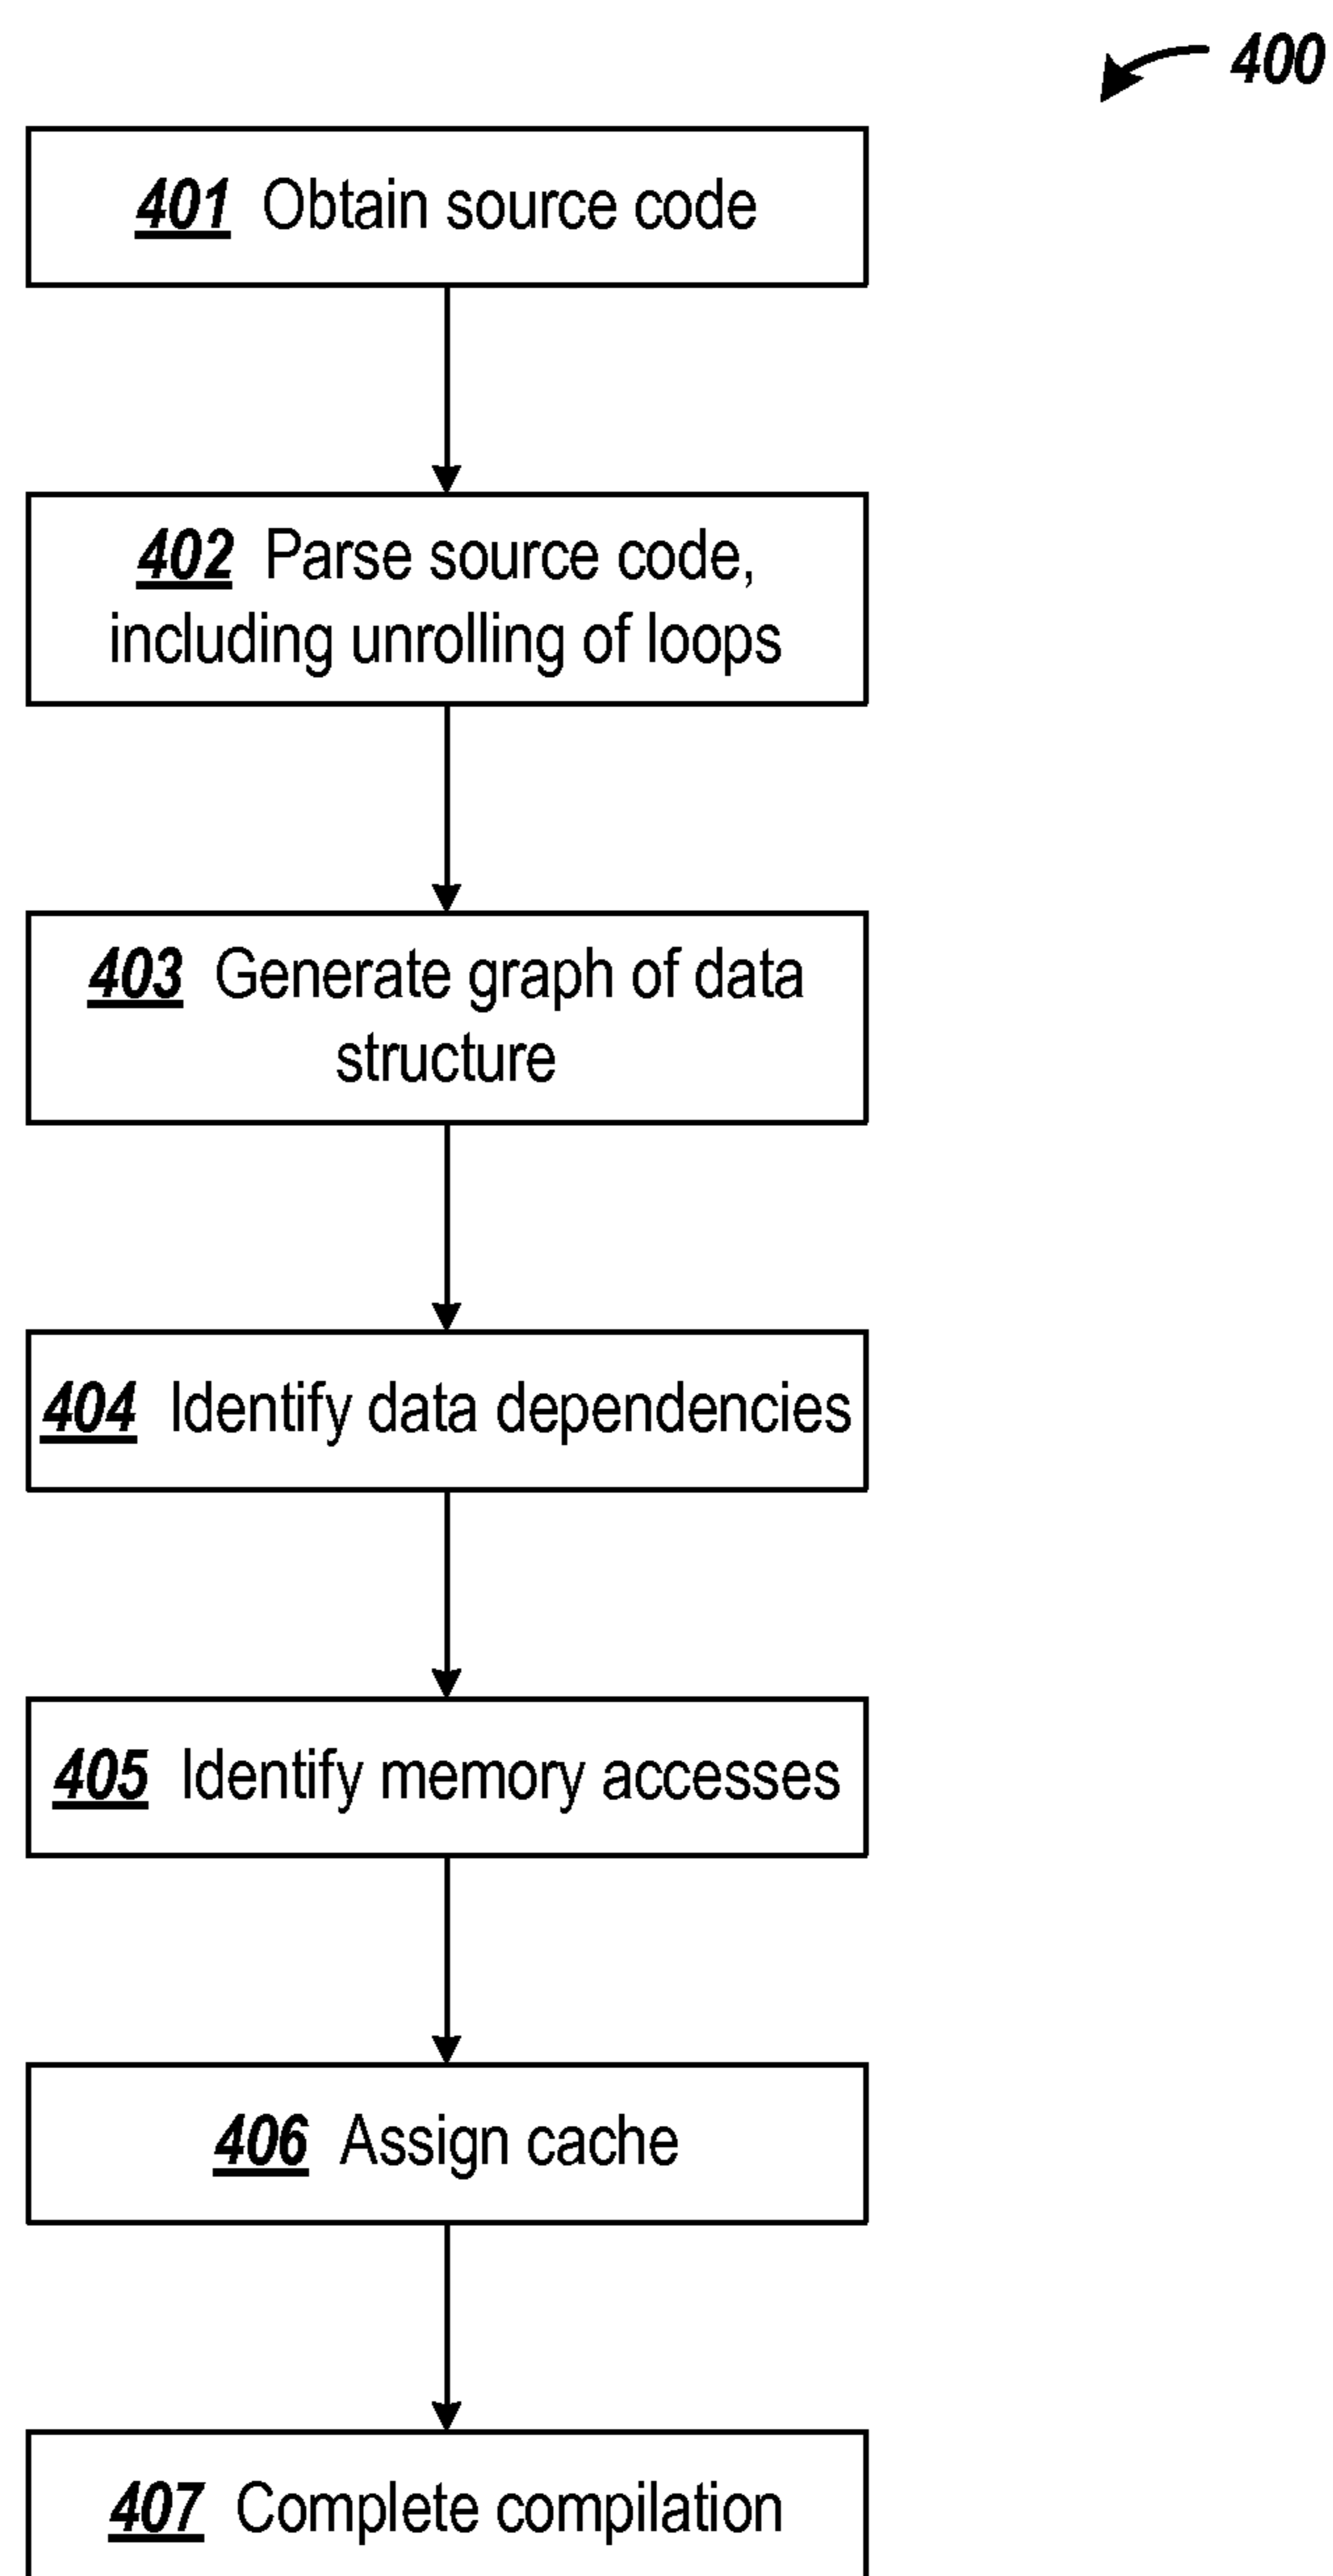 400
401 Obtain source code
402 Parse source code,
including unrolling of loops
403 Generate graph of data
structure
404 Identify data dependencies
405 Identify memory accesses
406 Assign cache
407 Complete compilation